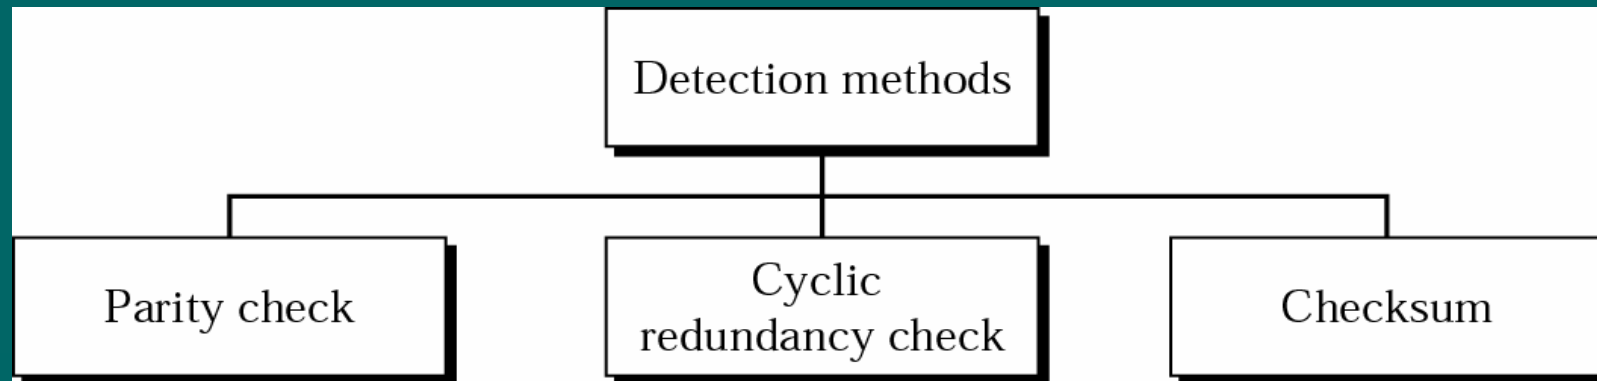 Detection methods
Parity check
Cyclic
redundancy check
Checksum